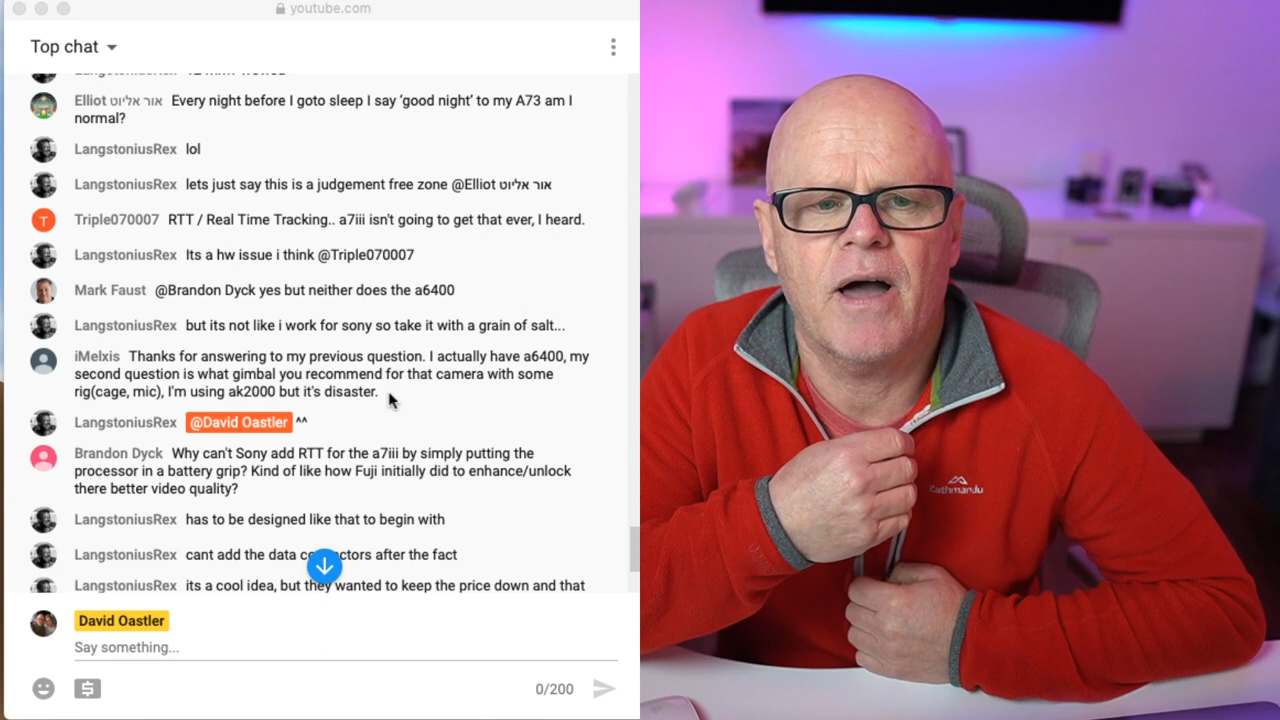 youtube.com
Top chat
Elliot אור אליוט Every night before I goto sleep I say ‘good night’ to my A73 am I
normal?
LangstoniusRex lol
LangstoniusRex lets just say this is a judgement free zone @Elliot אור אליוט
T Triple070007 RTT / Real Time Tracking.. a7iii isn't going to get that ever, I heard.
LangstoniusRex Its a hw issue i think @Triple070007
Mark Faust @Brandon Dyck yes but neither does the a6400
LangstoniusRex but its not like i work for sony so take it with a grain of salt...
iMelxis Thanks for answering to my previous question. I actually have a6400, my
second question is what gimbal you recommend for that camera with some
rig(cage, mic), I'm using ak2000 but it's disaster.
LangstoniusRex @David Oastler ^^
Brandon Dyck Why can't Sony add RTT for the a7iii by simply putting the
processor in a battery grip? Kind of like how Fuji initially did to enhance/unlock
there better video quality?
LangstoniusRex has to be designed like that to begin with
LangstoniusRex cant add the data after the fact
LangstoniusRex its a cool idea, but they wanted to keep the price down and that
David Oastler
Say something...
0/200
Kathmandu